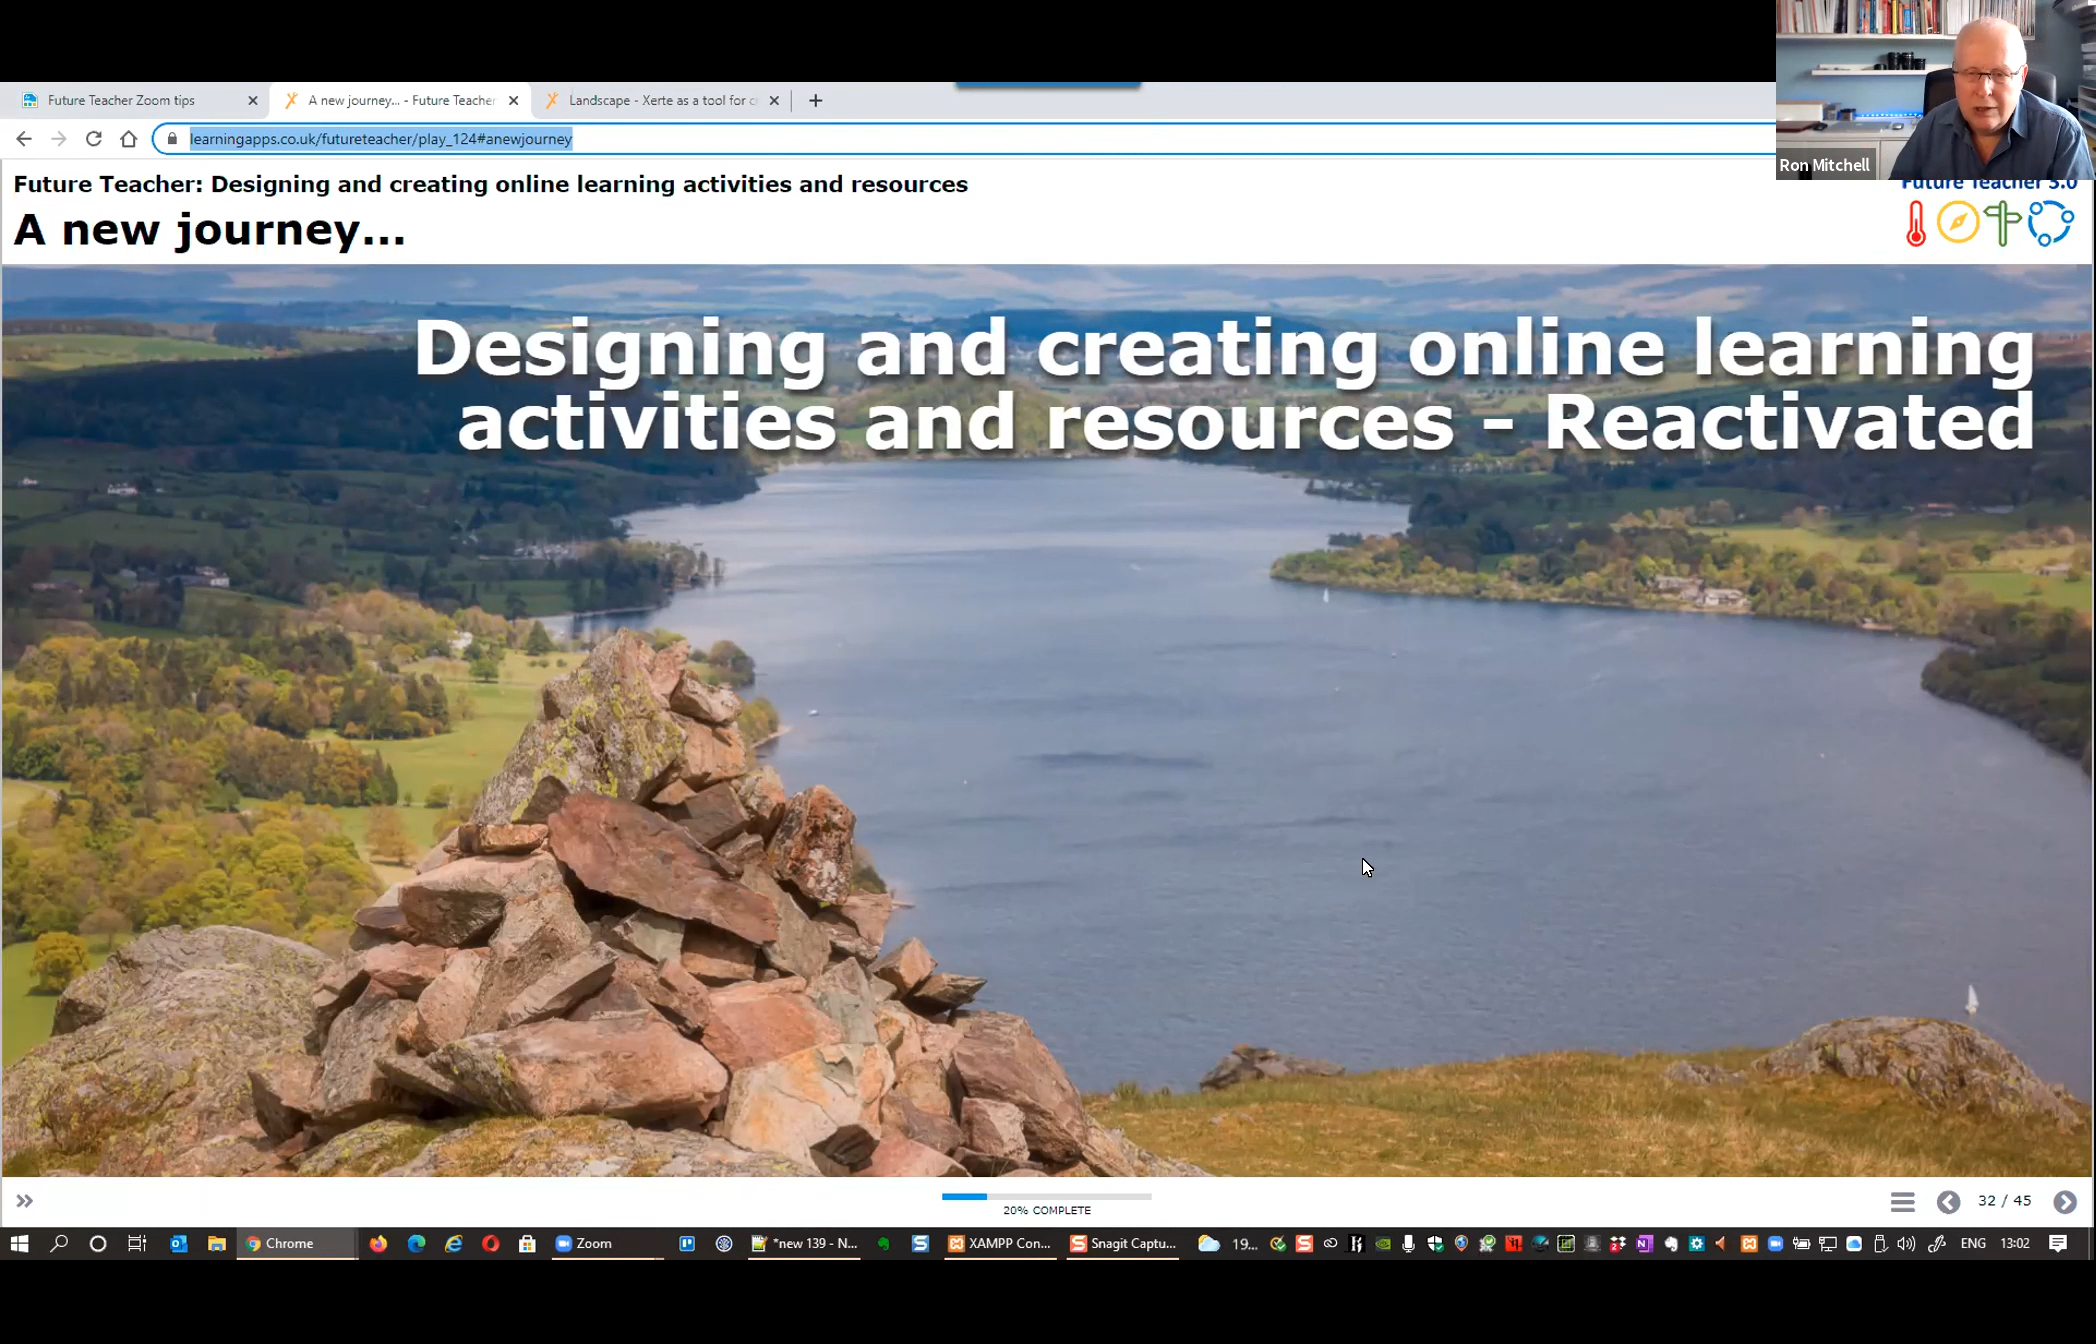 Future Teacher Zoom tips
A new journey... - Future Teacher
Landscape - Xerte as a tool for c
learningapps.co.uk/futureteacher/play_124#anewjourney
Ron Mitchell
Future Teacher: Designing and creating online learning activities and resources
Future Teacher 3.0
A new journey...
Designing and creating online learning
activities and resources - Reactivated
20% COMPLETE
32 / 45
Chrome
Zoom
*new 139 - N...
XAMPP Con...
Snagit Captu...
19...
ENG
13:02